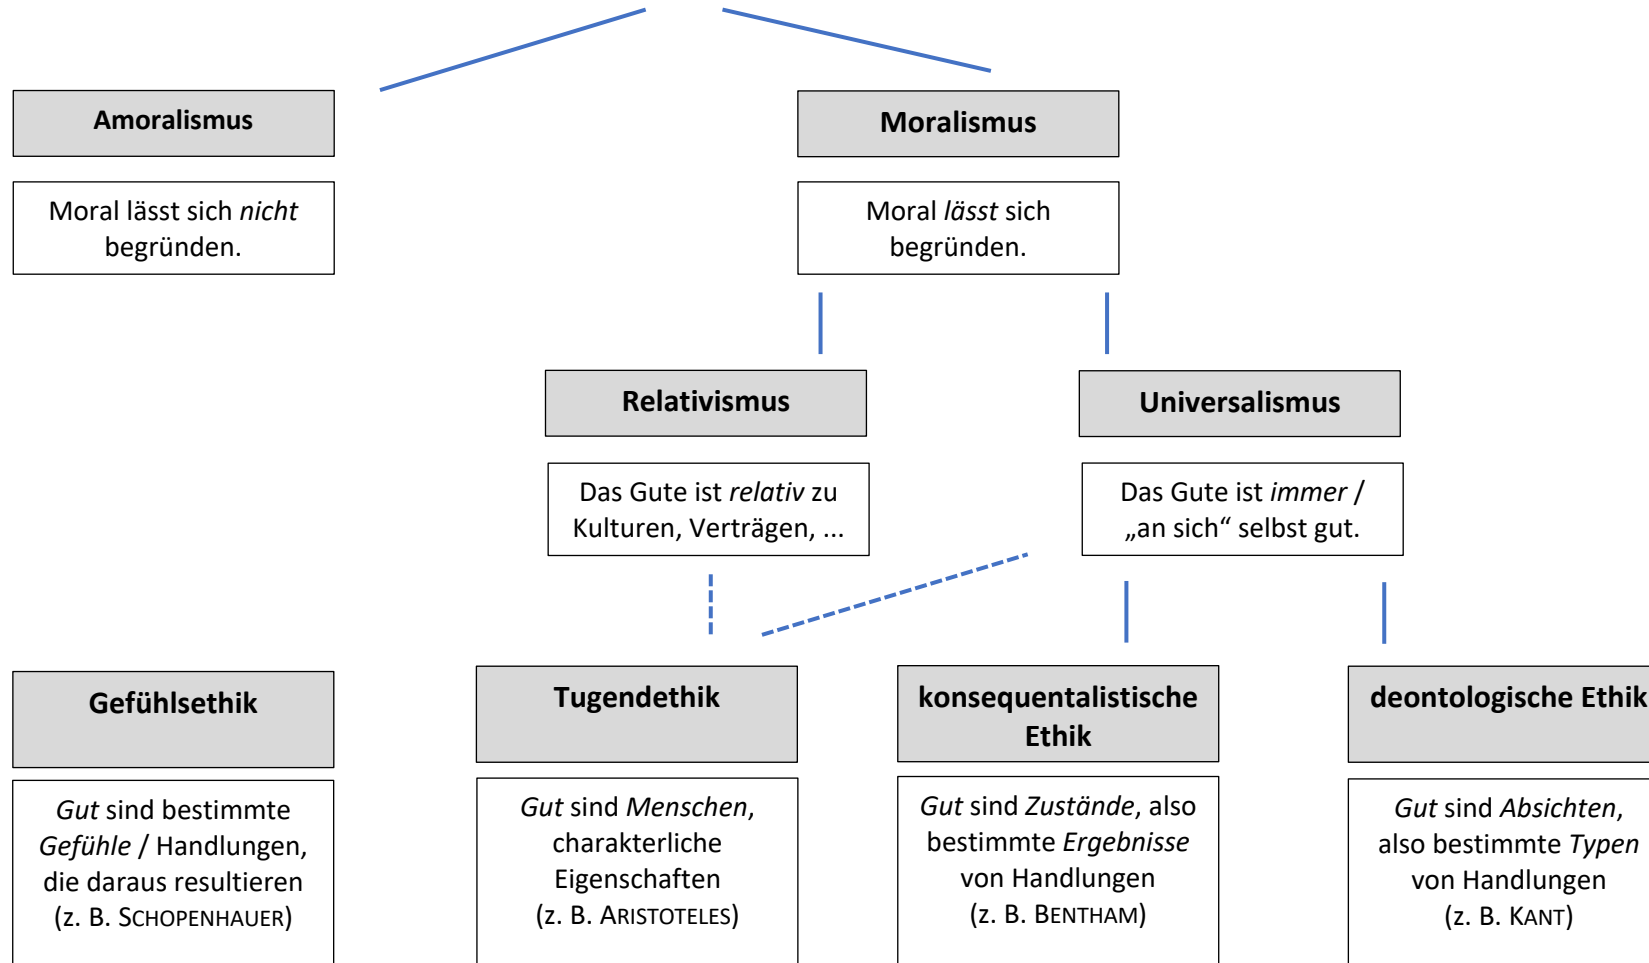 Amoralismus
Moral lässt sich nicht
begründen.
Moralismus
Moral lässt sich
begründen.
Relativismus
Das Gute ist relativ zu
Kulturen, Verträgen, ...
Universalismus
Das Gute ist immer /
„an sich“ selbst gut.
Gefühlsethik
Gut sind bestimmte
Gefühle / Handlungen,
die daraus resultieren
(z. B. SCHOPENHAUER)
Tugendethik
Gut sind Menschen,
charakterliche
Eigenschaften
(z. B. ARISTOTELES)
konsequentalistische
Ethik
Gut sind Zustände, also
bestimmte Ergebnisse
von Handlungen
(z. B. BENTHAM)
deontologische Ethik
Gut sind Absichten,
also bestimmte Typen
von Handlungen
(z. B. KANT)